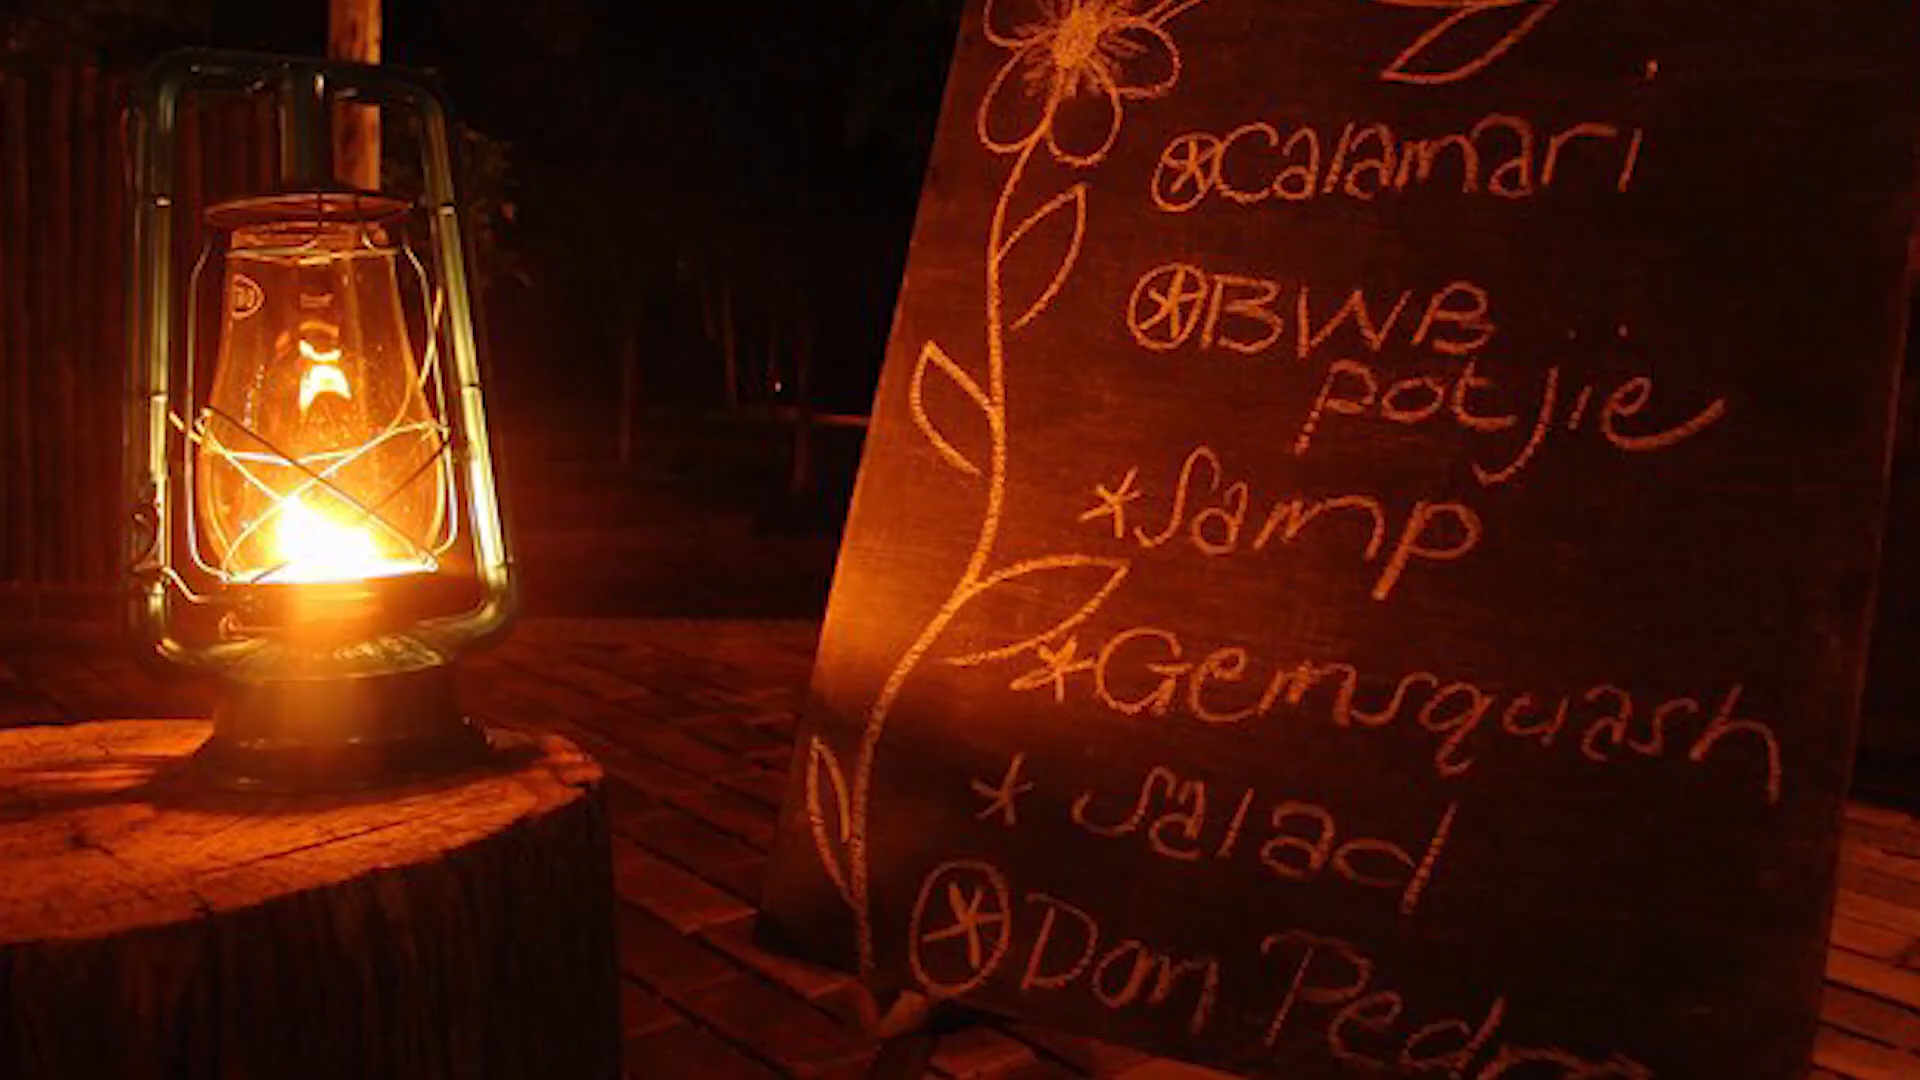 Calamari
BWB
potjie
* Samp
* Gemsquash
* Salad
Don Pedro